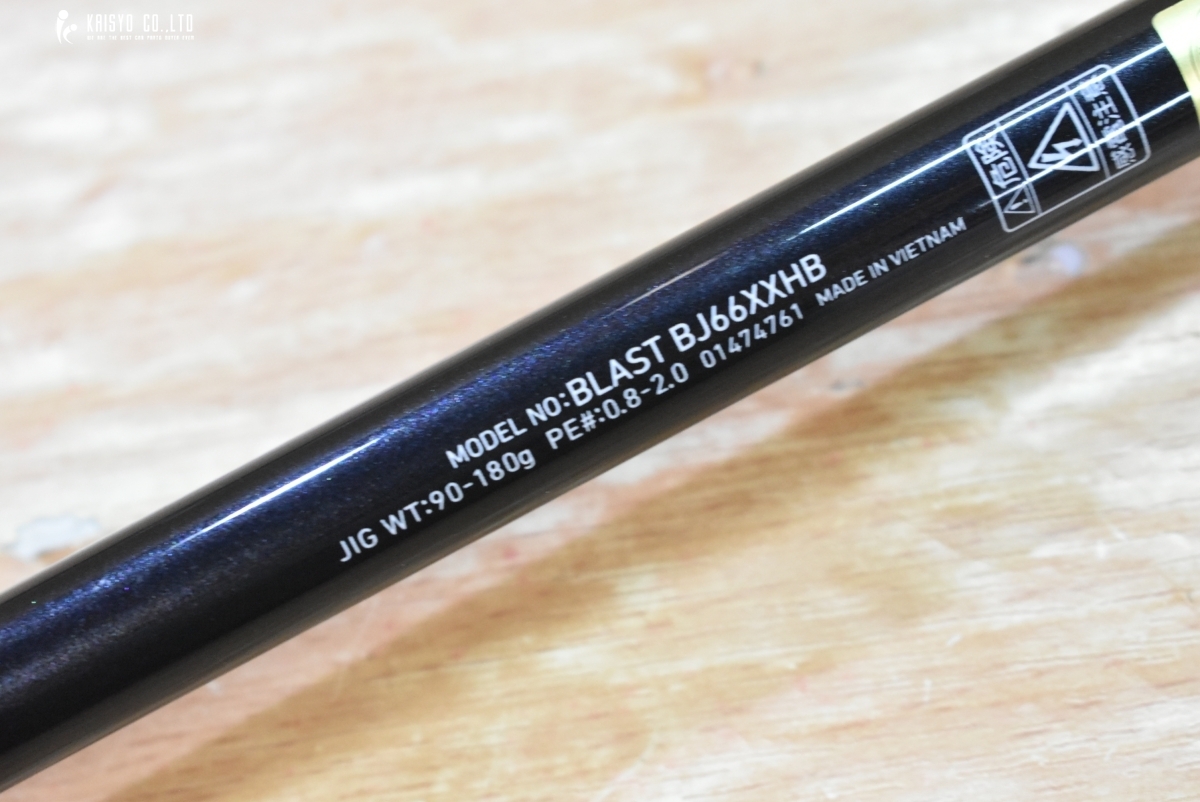 KAISYO CO.,LTD
MODEL NO:BLAST BJ66XXHB
JIG WT:90-180g PE#:0.8-2.0 01474761 MADE IN VIETNAM
危険
感電注意